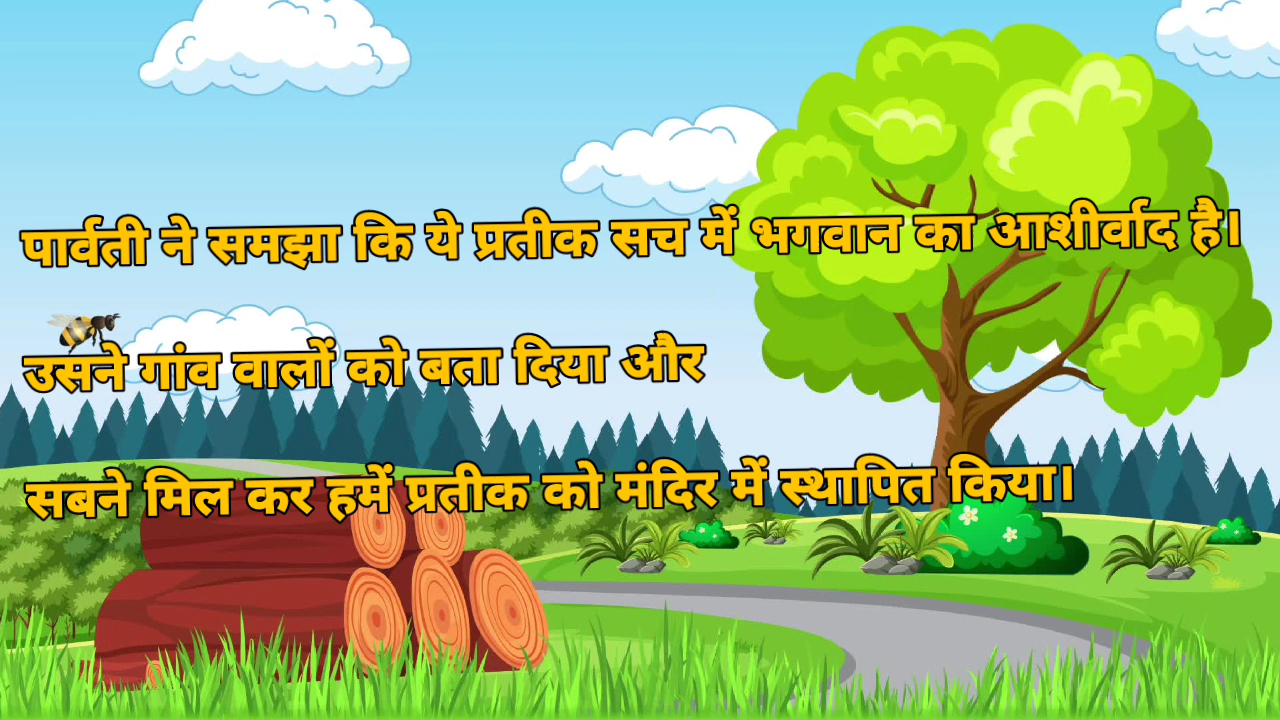 पार्वती ने समझा कि ये प्रतीक सच में भगवान का आशीर्वाद है।
उसने गांव वालों को बता दिया और
सबने मिल कर हमें प्रतीक को मंदिर में स्थापित किया।